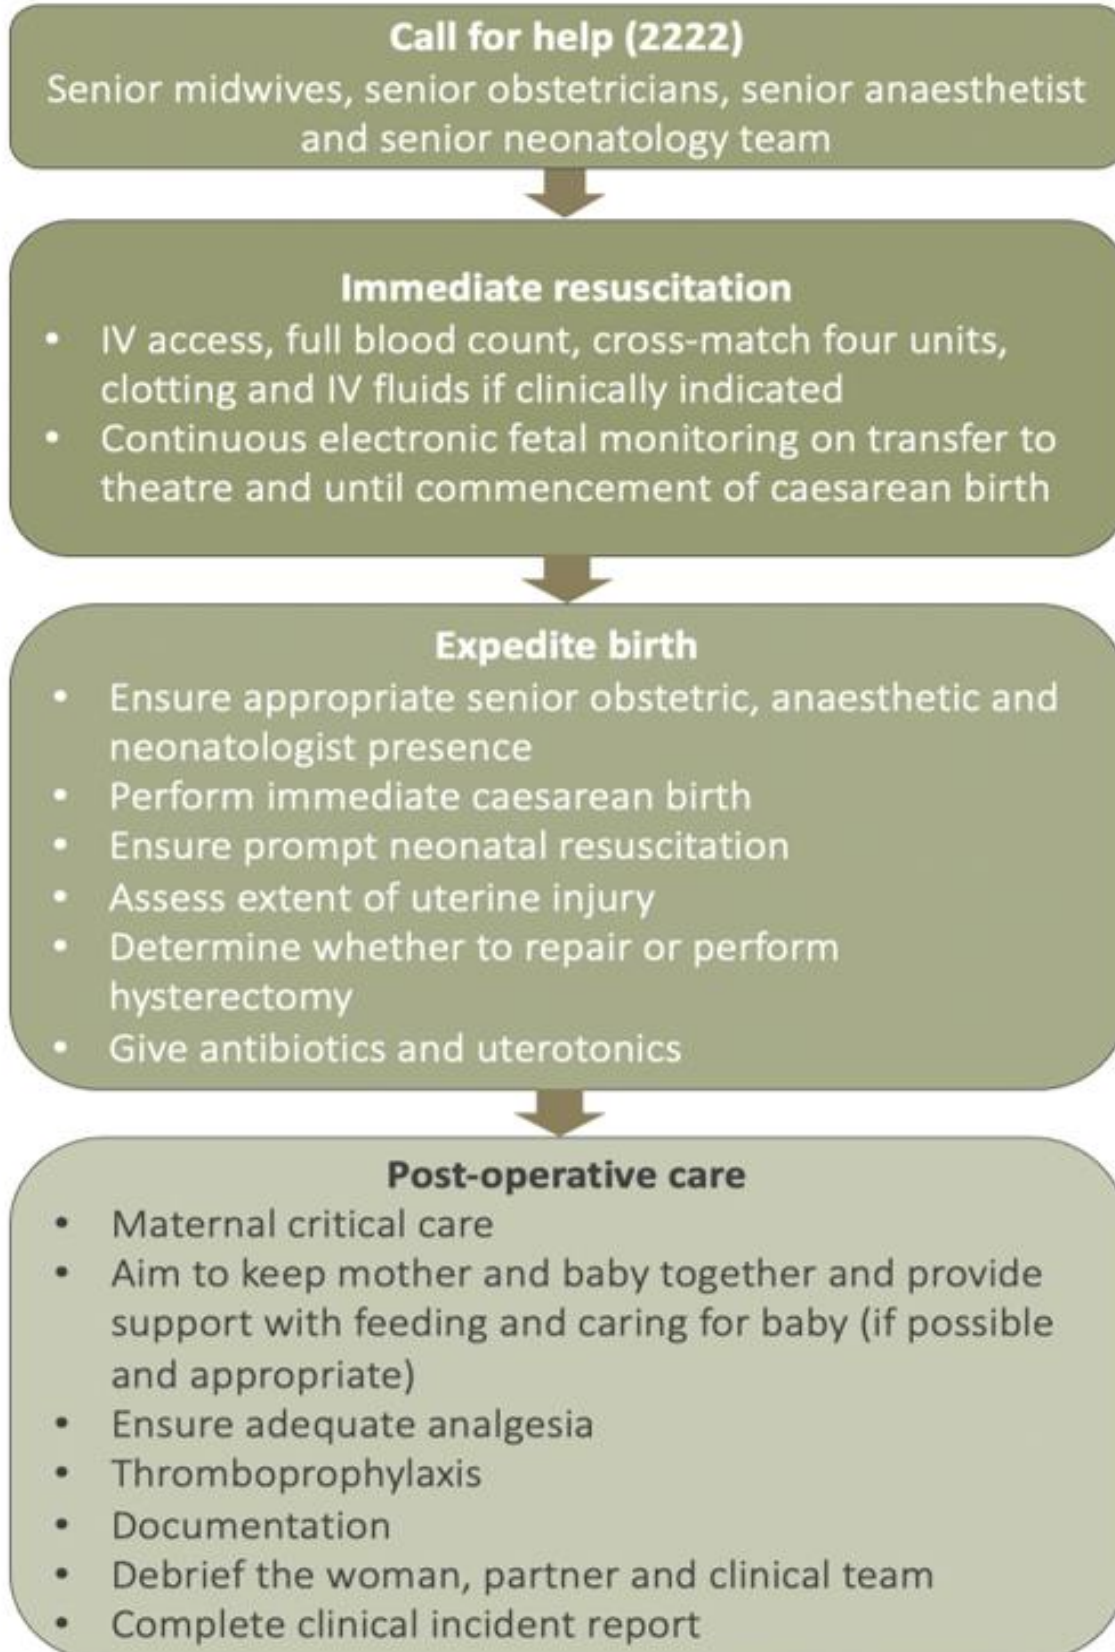 Call for help (2222)
Senior midwives, senior obstetricians, senior anaesthetist
and senior neonatology team
Immediate resuscitation
• IV access, full blood count, cross-match four units,
clotting and IV fluids if clinically indicated
• Continuous electronic fetal monitoring on transfer to
theatre and until commencement of caesarean birth
Expedite birth
• Ensure appropriate senior obstetric, anaesthetic and
neonatologist presence
• Perform immediate caesarean birth
• Ensure prompt neonatal resuscitation
• Assess extent of uterine injury
• Determine whether to repair or perform
hysterectomy
• Give antibiotics and uterotonics
Post-operative care
• Maternal critical care
• Aim to keep mother and baby together and provide
support with feeding and caring for baby (if possible
and appropriate)
• Ensure adequate analgesia
• Thromboprophylaxis
• Documentation
• Debrief the woman, partner and clinical team
• Complete clinical incident report